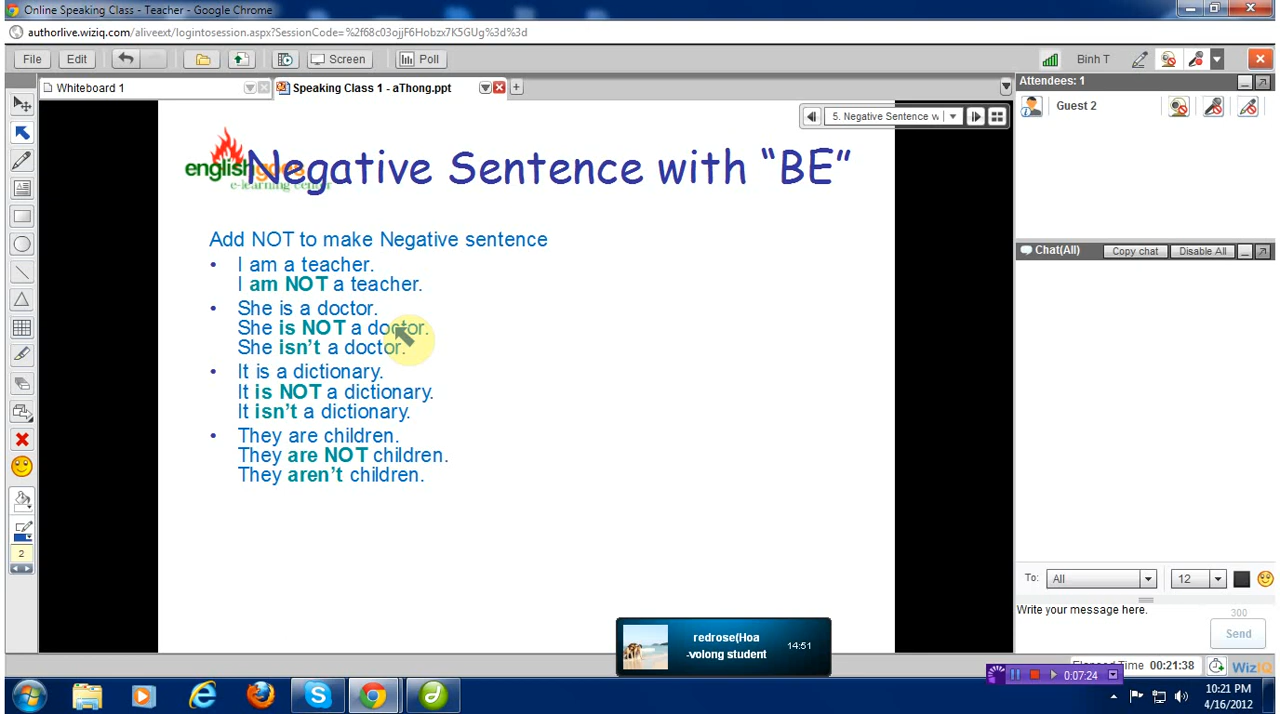 Online Speaking Class - Teacher - Google Chrome
authorlive.wiziq.com/aliveext/logintosession.aspx?SessionCode=%2f68c03ojjF6Hobzx7K5GUg%3d%3d
File Edit Screen Poll Binh T
Whiteboard 1 Speaking Class 1 - aThong.ppt
Attendees: 1
Guest 2
5. Negative Sentence w
englishgoes
e-learning center
Negative Sentence with “BE”
Add NOT to make Negative sentence
• I am a teacher.
I am NOT a teacher.
• She is a doctor.
She is NOT a doctor.
She isn’t a doctor.
• It is a dictionary.
It is NOT a dictionary.
It isn’t a dictionary.
• They are children.
They are NOT children.
They aren’t children.
2
Chat(All) Copy chat Disable All
To: All 12
Write your message here.
300
Send
redrose(Hoa
-volong student
14:51
Elapsed Time 00:21:38 WizIQ
0:07:24
10:21 PM
4/16/2012